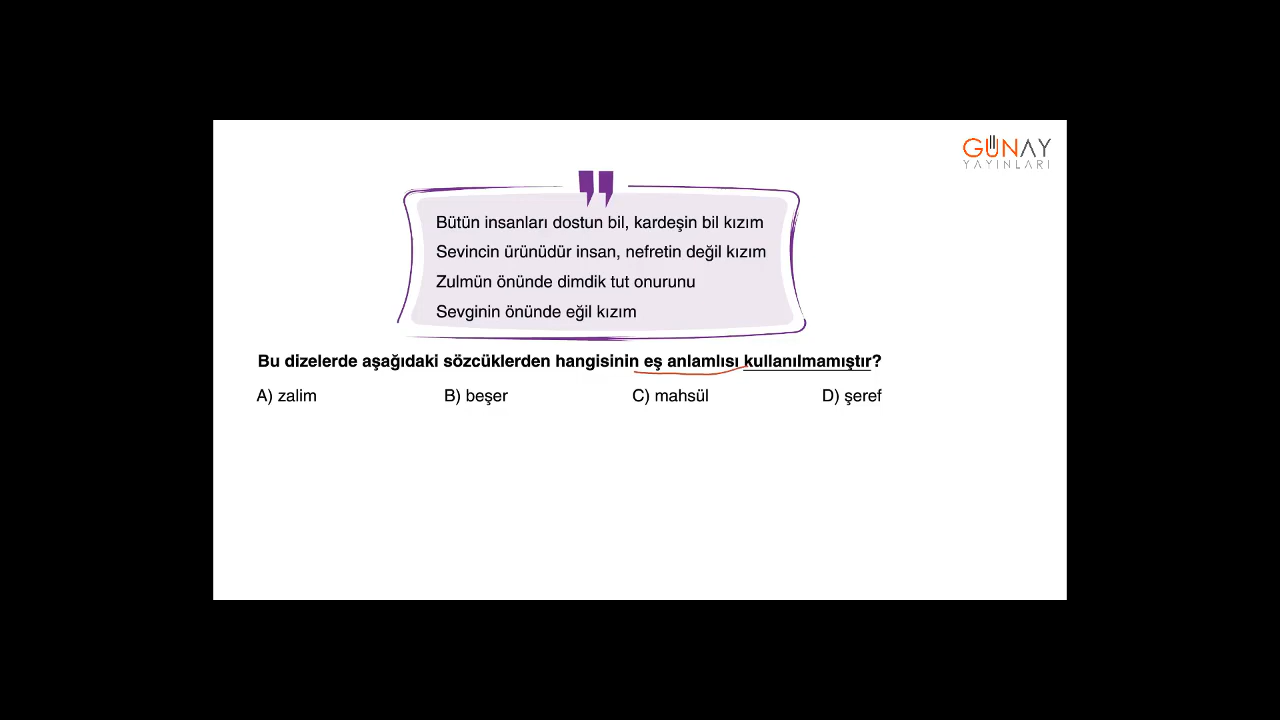 GÜNAY
YAYINLARI
Bütün insanları dostun bil, kardeşin bil kızım
Sevincin ürünüdür insan, nefretin değil kızım
Zulmün önünde dimdik tut onurunu
Sevginin önünde eğil kızım
Bu dizelerde aşağıdaki sözcüklerden hangisinin eş anlamlısı kullanılmamıştır?
A) zalim B) beşer C) mahsül D) şeref